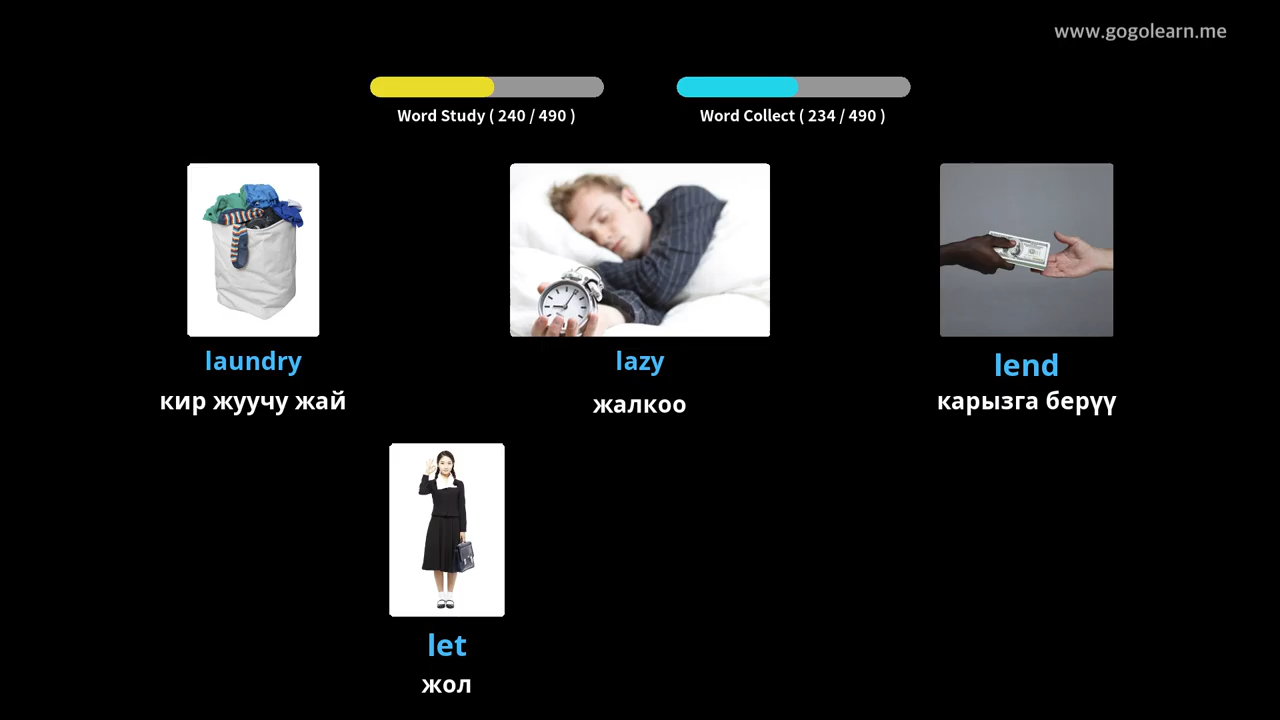 www.gogolearn.me
Word Study ( 240 / 490 )
Word Collect ( 234 / 490 )
laundry
кир жуучу жай
lazy
жалкоо
lend
карызга берүү
let
жол